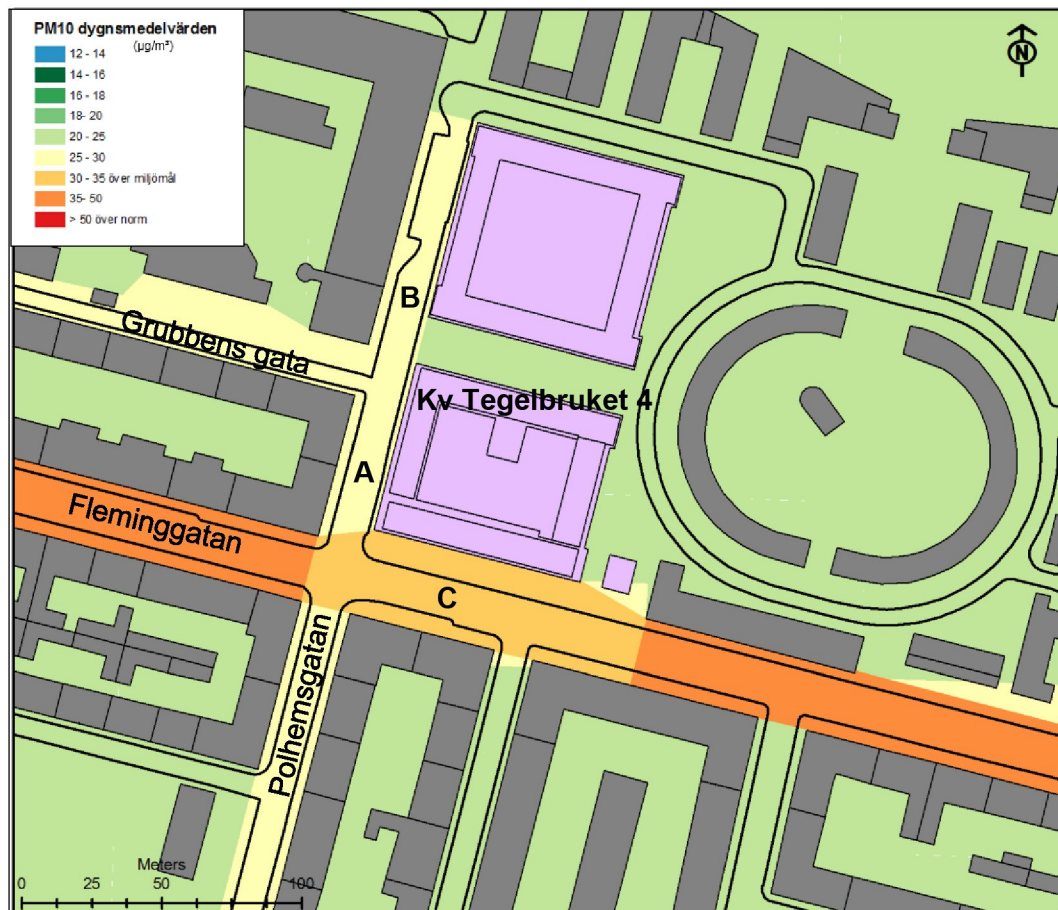 PM10 dygnsmedelvärden
(µg/m³)
12 - 14
14 - 16
16 - 18
18- 20
20 - 25
25 - 30
30 - 35 över miljömål
35- 50
> 50 över norm
N
B
Grubbens gata
Kv Tegelbruket 4
A
Fleminggatan
C
Polhemsgatan
Meters
0 25 50 100